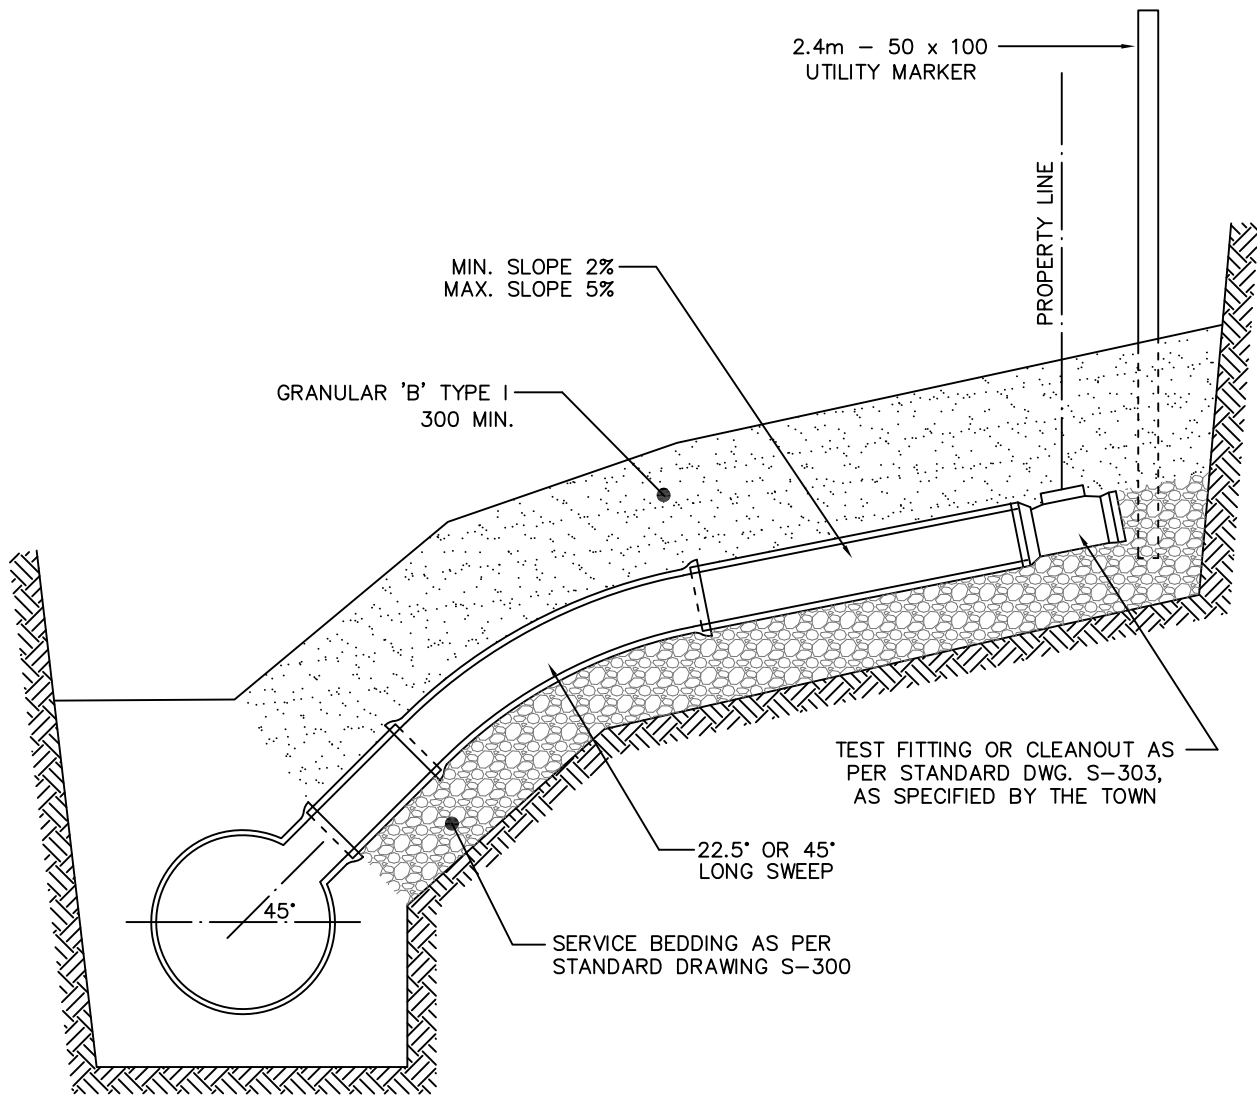 2.4m – 50 x 100
UTILITY MARKER
PROPERTY LINE
MIN. SLOPE 2%
MAX. SLOPE 5%
GRANULAR 'B' TYPE I
300 MIN.
TEST FITTING OR CLEANOUT AS
PER STANDARD DWG. S–303,
AS SPECIFIED BY THE TOWN
22.5° OR 45°
LONG SWEEP
45°
SERVICE BEDDING AS PER
STANDARD DRAWING S–300